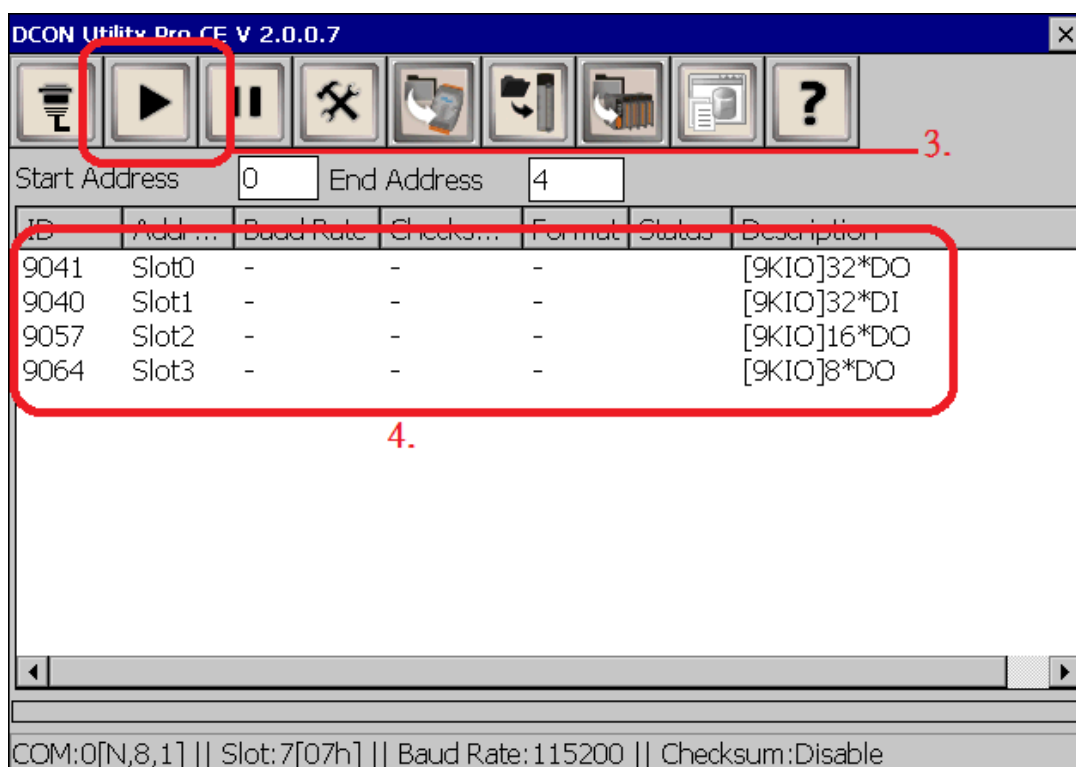 DCON Utility Pro CE V 2.0.0.7
?
3.
Start Address 0 End Address 4
ID Addr... Baud Rate Checks... Format Status Description
9041 Slot0 - - - [9KIO]32*DO
9040 Slot1 - - - [9KIO]32*DI
9057 Slot2 - - - [9KIO]16*DO
9064 Slot3 - - - [9KIO]8*DO
4.
COM:0[N,8,1] || Slot:7[07h] || Baud Rate:115200 || Checksum:Disable